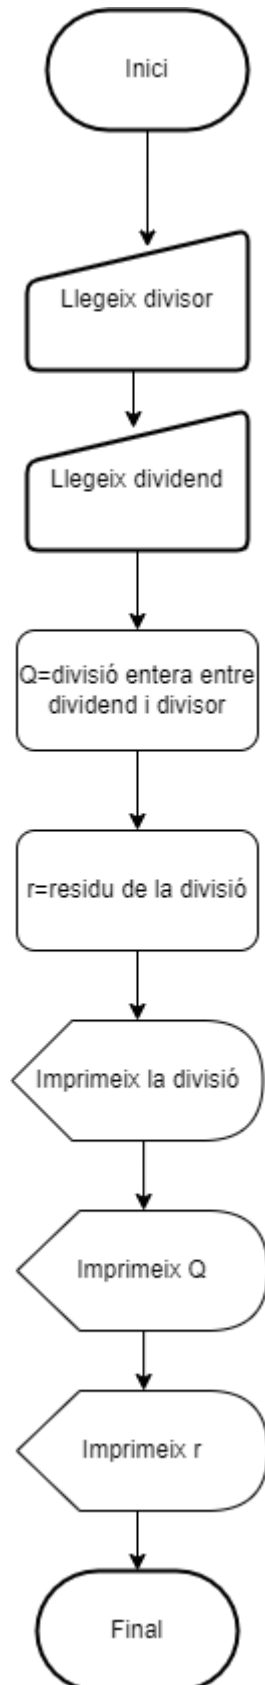 Inici
Llegeix divisor
Llegeix dividend
Q=divisió entera entre
dividend i divisor
r=residu de la divisió
Imprimeix la divisió
Imprimeix Q
Imprimeix r
Final